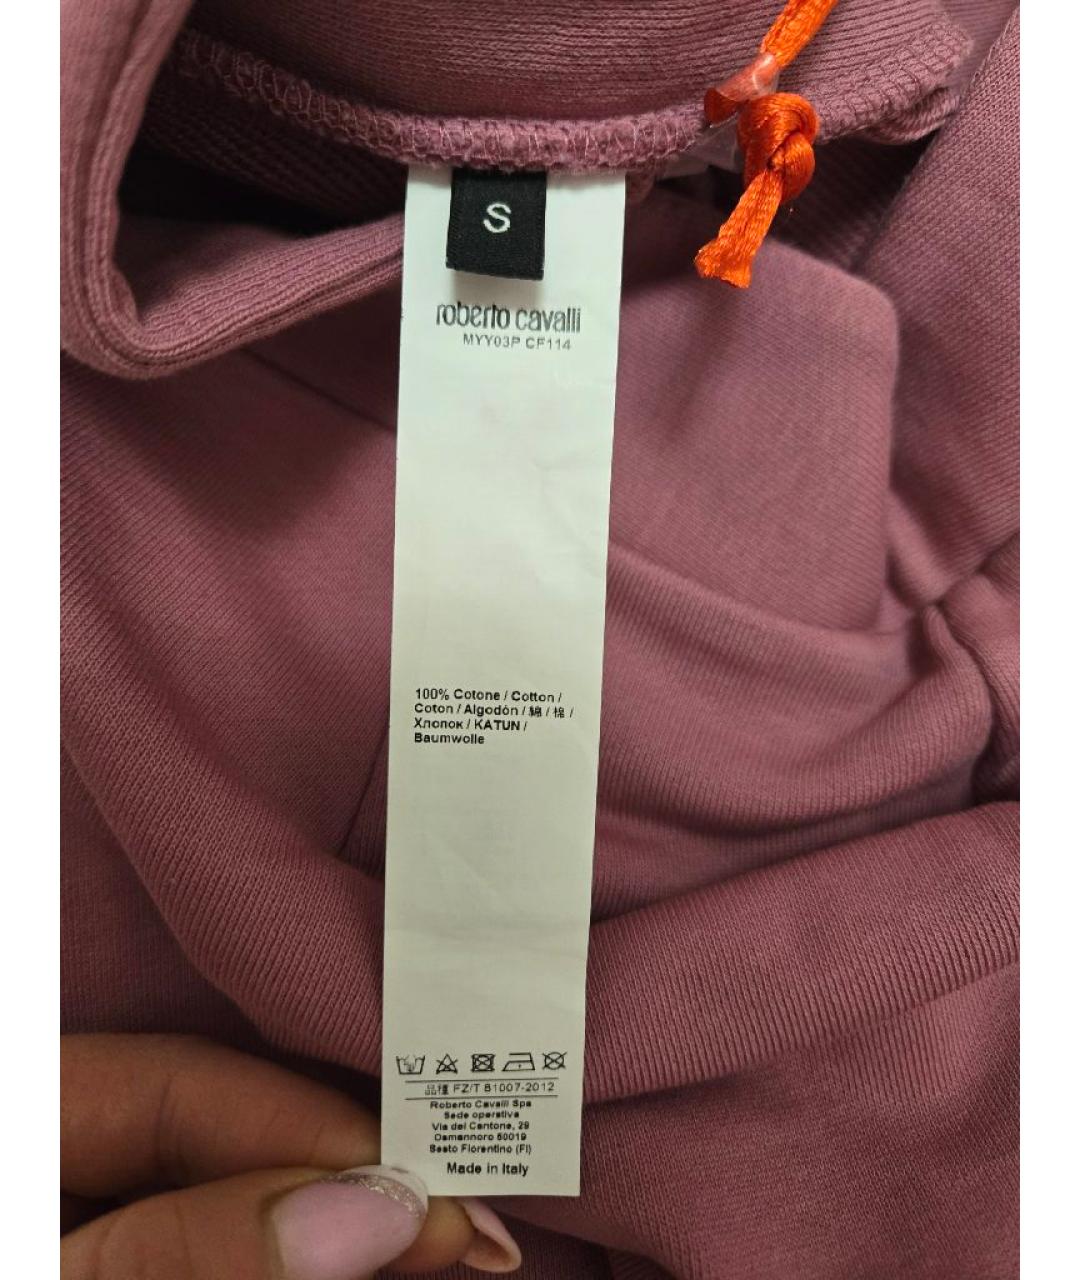 S
roberto cavalli
MYY03P CF114
100% Cotone / Cotton /
Coton / Algodón / 綿 / 棉 /
Хлопок / KATUN /
Baumwolle
品種 FZ/T 81007-2012
Roberto Cavalli Spa
Sede operativa
Via del Cantone, 29
Osmannoro 50019
Sesto Fiorentino (FI)
Made in Italy